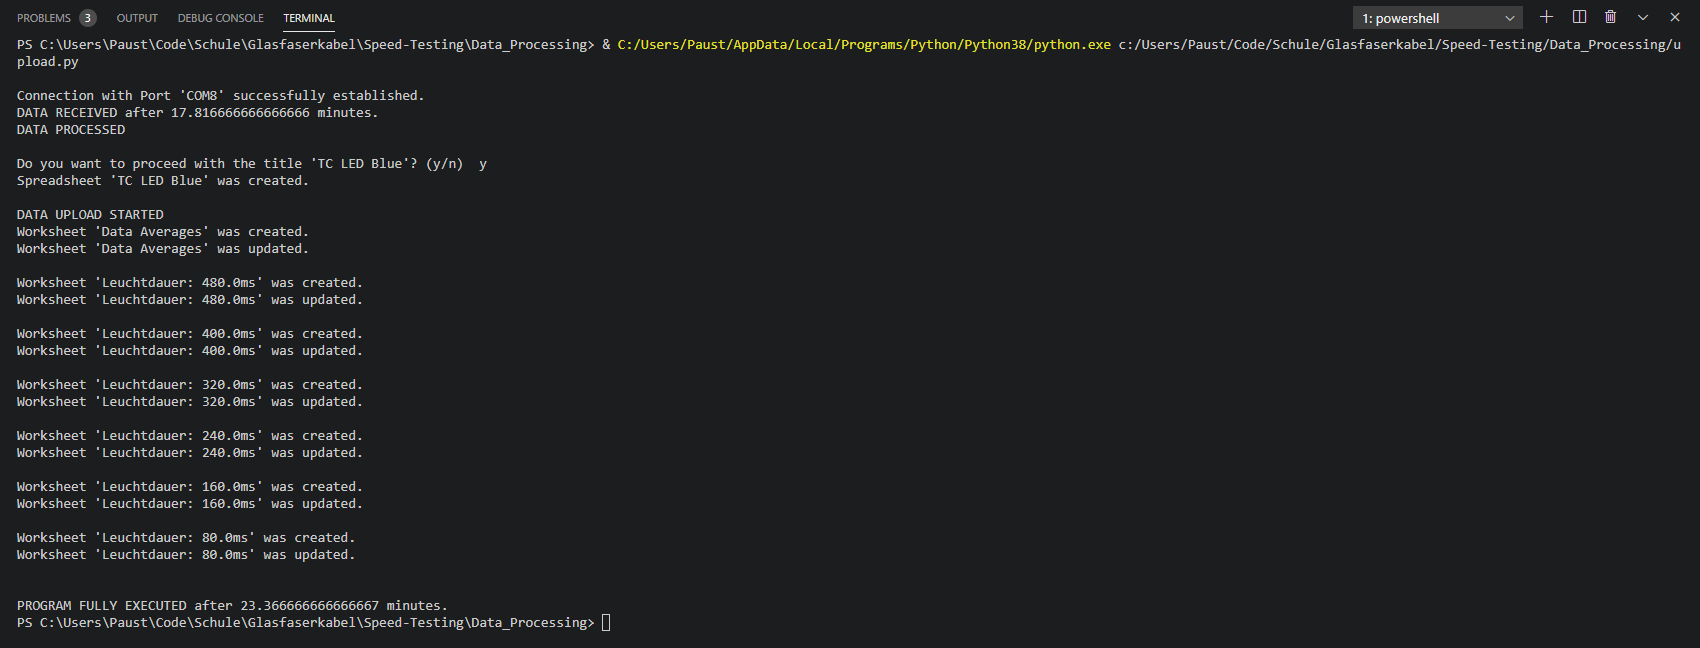 PROBLEMS 3 OUTPUT DEBUG CONSOLE TERMINAL 1: powershell
PS C:\Users\Paust\Code\Schule\Glasfaserkabel\Speed-Testing\Data_Processing> & C:/Users/Paust/AppData/Local/Programs/Python/Python38/python.exe c:/Users/Paust/Code/Schule/Glasfaserkabel/Speed-Testing/Data_Processing/u
pload.py
Connection with Port 'COM8' successfully established.
DATA RECEIVED after 17.816666666666666 minutes.
DATA PROCESSED
Do you want to proceed with the title 'TC LED Blue'? (y/n)  y
Spreadsheet 'TC LED Blue' was created.
DATA UPLOAD STARTED
Worksheet 'Data Averages' was created.
Worksheet 'Data Averages' was updated.
Worksheet 'Leuchtdauer: 480.0ms' was created.
Worksheet 'Leuchtdauer: 480.0ms' was updated.
Worksheet 'Leuchtdauer: 400.0ms' was created.
Worksheet 'Leuchtdauer: 400.0ms' was updated.
Worksheet 'Leuchtdauer: 320.0ms' was created.
Worksheet 'Leuchtdauer: 320.0ms' was updated.
Worksheet 'Leuchtdauer: 240.0ms' was created.
Worksheet 'Leuchtdauer: 240.0ms' was updated.
Worksheet 'Leuchtdauer: 160.0ms' was created.
Worksheet 'Leuchtdauer: 160.0ms' was updated.
Worksheet 'Leuchtdauer: 80.0ms' was created.
Worksheet 'Leuchtdauer: 80.0ms' was updated.
PROGRAM FULLY EXECUTED after 23.366666666666667 minutes.
PS C:\Users\Paust\Code\Schule\Glasfaserkabel\Speed-Testing\Data_Processing>